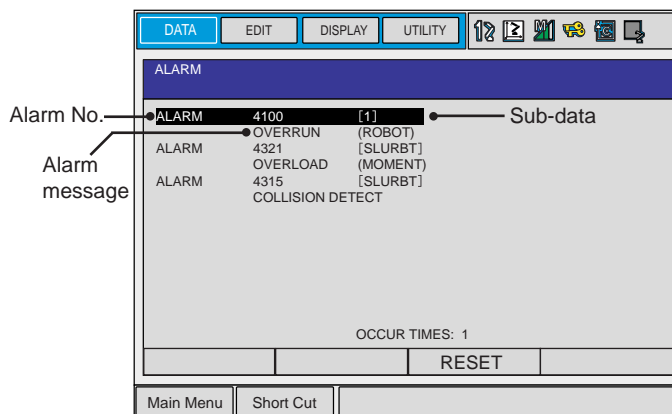 DATA EDIT DISPLAY UTILITY
ALARM
Alarm No. ALARM 4100 [1] Sub-data
OVERRUN (ROBOT)
ALARM 4321 [SLURBT]
Alarm message
OVERLOAD (MOMENT)
ALARM 4315 [SLURBT]
COLLISION DETECT
OCCUR TIMES: 1
RESET
Main Menu Short Cut